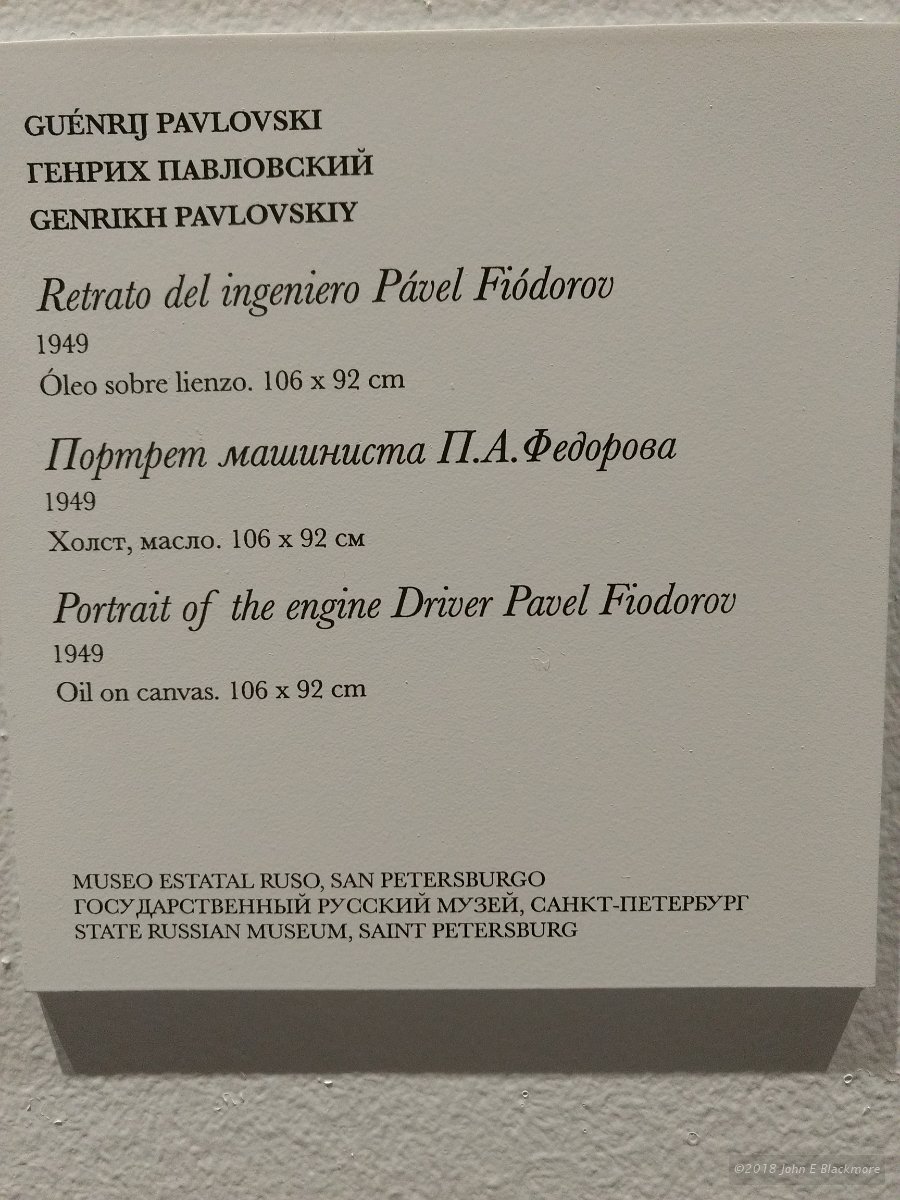 GUÉNRIJ PAVLOVSKI
ГЕНРИХ ПАВЛОВСКИЙ
GENRIKH PAVLOVSKIY
Retrato del ingeniero Pável Fiódorov
1949
Óleo sobre lienzo. 106 x 92 cm
Портрет машиниста П.А.Федорова
1949
Холст, масло. 106 x 92 см
Portrait of the engine Driver Pavel Fiodorov
1949
Oil on canvas. 106 x 92 cm
MUSEO ESTATAL RUSO, SAN PETERSBURGO
ГОСУДАРСТВЕННЫЙ РУССКИЙ МУЗЕЙ, САНКТ-ПЕТЕРБУРГ
STATE RUSSIAN MUSEUM, SAINT PETERSBURG
©2018 John E Blackmore